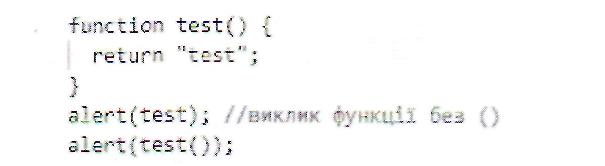 function test() {
return "test";
}
alert(test); //виклик функції без ()
alert(test());